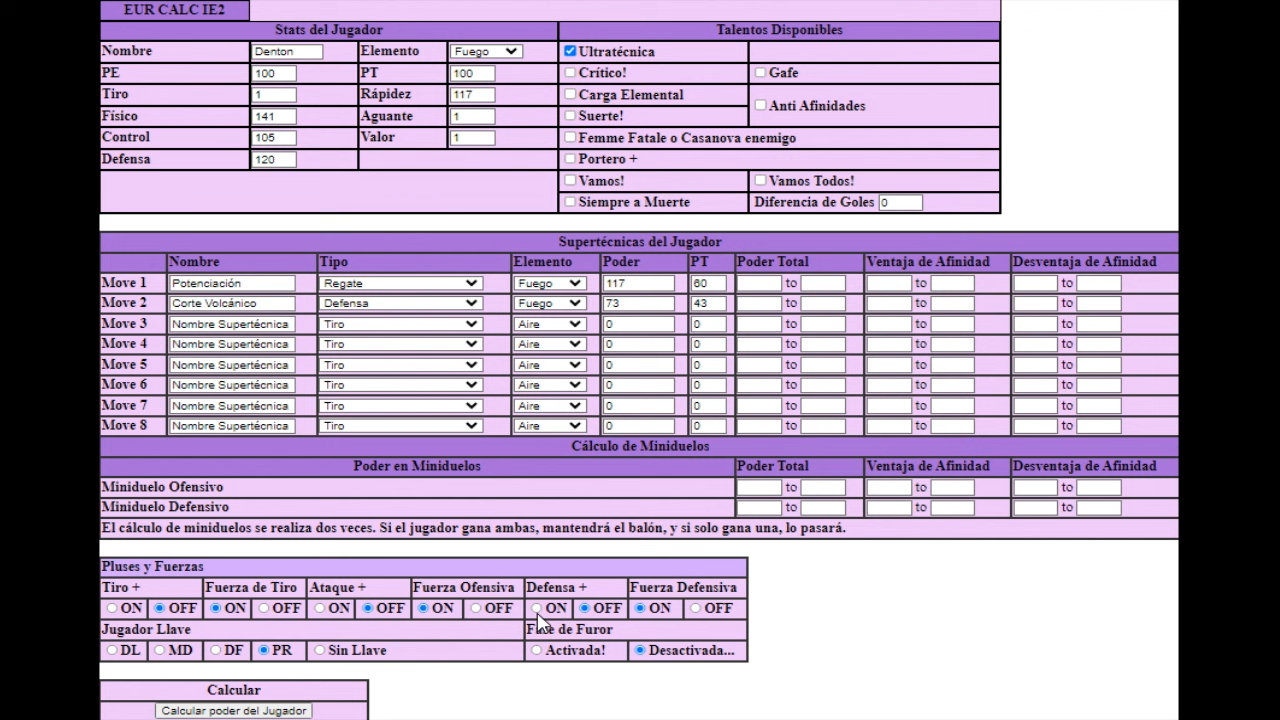 EUR CALC IE2
Stats del Jugador Talentos Disponibles
Nombre Denton Elemento Fuego Ultratécnica
PE 100 PT 100 Crítico! Gafe
Tiro 1 Rápidez 117 Carga Elemental
Anti Afinidades
Físico 141 Aguante 1 Suerte!
Control 105 Valor 1 Femme Fatale o Casanova enemigo
Defensa 120 Portero +
Vamos! Vamos Todos!
Siempre a Muerte Diferencia de Goles 0
Supertécnicas del Jugador
Nombre Tipo Elemento Poder PT Poder Total Ventaja de Afinidad Desventaja de Afinidad
Move 1 Potenciación Regate Fuego 117 60 to to to
Move 2 Corte Volcánico Defensa Fuego 73 43 to to to
Move 3 Nombre Supertécnica Tiro Aire 0 0 to to to
Move 4 Nombre Supertécnica Tiro Aire 0 0 to to to
Move 5 Nombre Supertécnica Tiro Aire 0 0 to to to
Move 6 Nombre Supertécnica Tiro Aire 0 0 to to to
Move 7 Nombre Supertécnica Tiro Aire 0 0 to to to
Move 8 Nombre Supertécnica Tiro Aire 0 0 to to to
Cálculo de Miniduelos
Poder en Miniduelos Poder Total Ventaja de Afinidad Desventaja de Afinidad
Miniduelo Ofensivo to to to
Miniduelo Defensivo to to to
El cálculo de miniduelos se realiza dos veces. Si el jugador gana ambas, mantendrá el balón, y si solo gana una, lo pasará.
Pluses y Fuerzas
Tiro + Fuerza de Tiro Ataque + Fuerza Ofensiva Defensa + Fuerza Defensiva
ON OFF ON OFF ON OFF ON OFF ON OFF ON OFF
Jugador Llave de Furor
DL MD DF PR Sin Llave Activada! Desactivada...
Calcular
Calcular poder del Jugador